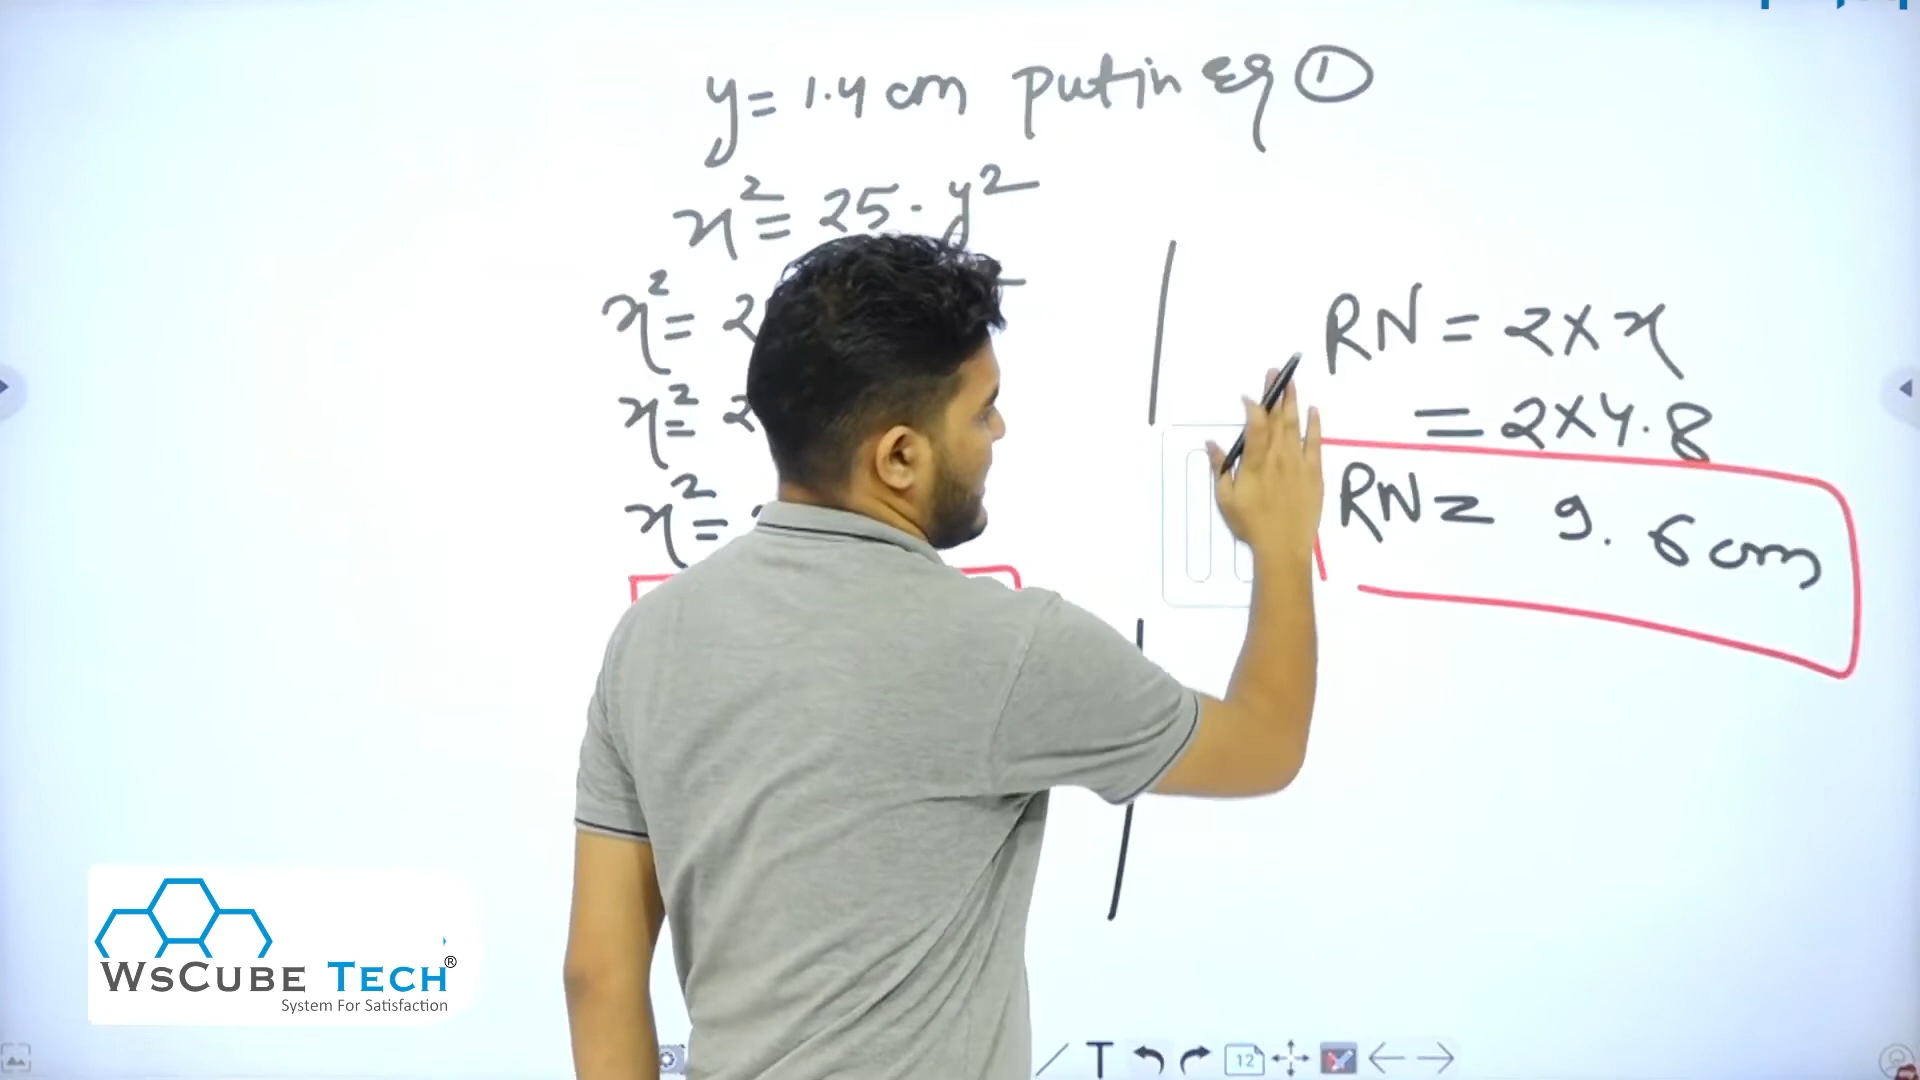 y = 1.4 cm put in Eq ①
x² = 25 - y²
x² = 2
x² = 2
x² =
RN = 2 × x
= 2 × 4.8
RN = 9.6 cm
WsCube Tech®
System For Satisfaction
T
12